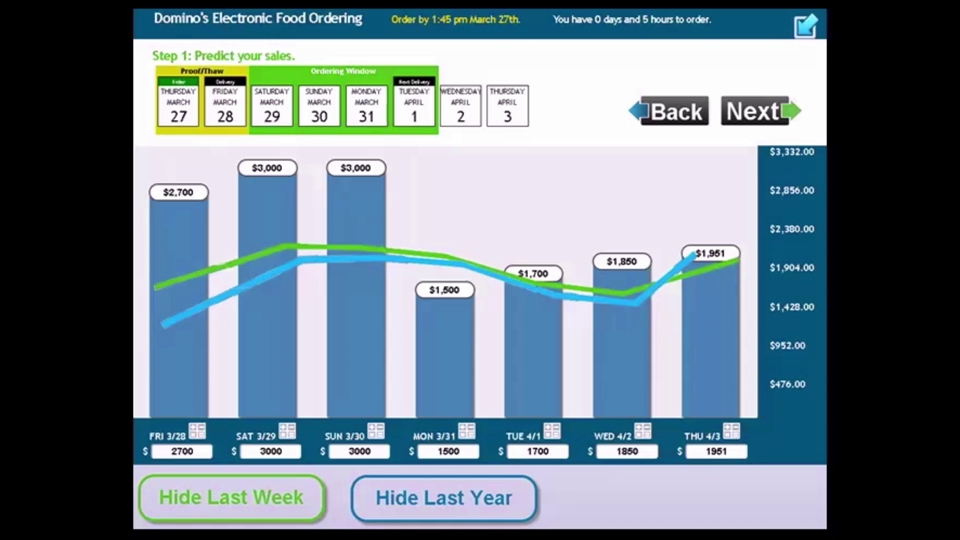 Domino's Electronic Food Ordering
Order by 1:45 pm March 27th.
You have 0 days and 5 hours to order.
Step 1: Predict your sales.
Proof/Thaw
Ordering Window
Order
Delivery
Next Delivery
THURSDAY
MARCH
27
FRIDAY
MARCH
28
SATURDAY
MARCH
29
SUNDAY
MARCH
30
MONDAY
MARCH
31
TUESDAY
APRIL
1
WEDNESDAY
APRIL
2
THURSDAY
APRIL
3
Back
Next
$3,332.00
$2,856.00
$2,380.00
$1,904.00
$1,428.00
$952.00
$476.00
$2,700
$3,000
$3,000
$1,500
$1,700
$1,850
$1,951
FRI 3/28
SAT 3/29
SUN 3/30
MON 3/31
TUE 4/1
WED 4/2
THU 4/3
$ 2700
$ 3000
$ 3000
$ 1500
$ 1700
$ 1850
$ 1951
Hide Last Week
Hide Last Year